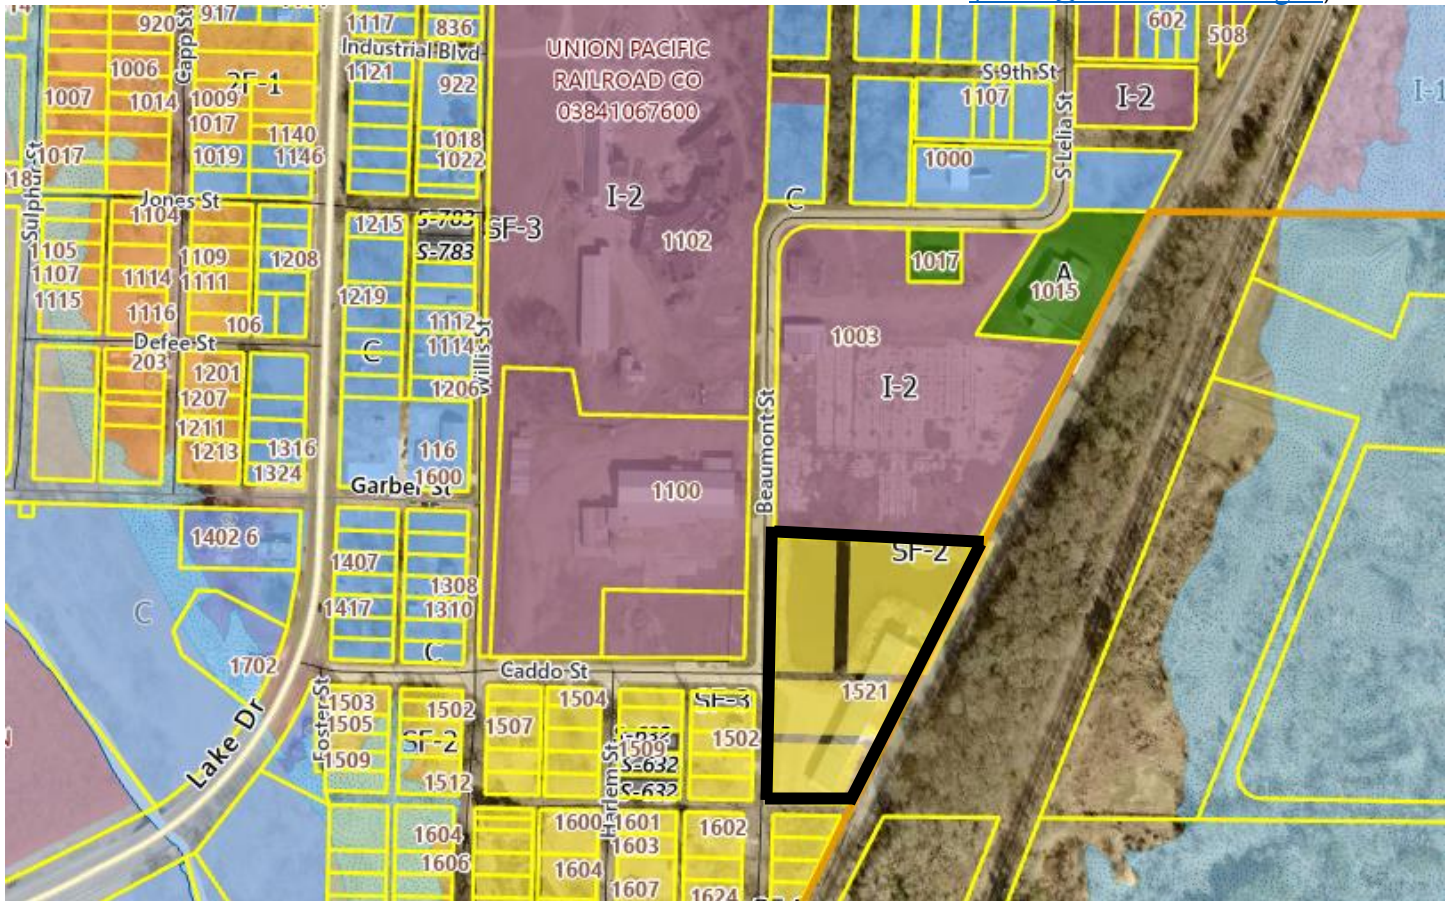 920
917
1117
836
602
508
Industrial Blvd
UNION PACIFIC
RAILROAD CO
03841067600
Capp St
1006
1121
922
S 9th St
1107
I-2
I-1
1007
1014
2F-1
1009
1017
1140
1018
1022
1017
1019
1146
1000
S Lelia St
Sulphur St
Jones St
I-2
C
1104
1215
S-783
SF-3
1102
S-783
1105
1109
1208
1017
A
1015
1107
1114
1111
1219
1115
1116
106
1112
1003
Defee St
C
1114
Willis St
203
1201
1206
I-2
1207
Beaumont St
1211
1213
1316
1324
116
1600
1100
Garber St
1402 6
1407
1308
SF-2
1417
1310
C
C
1702
Caddo St
1521
Lake Dr
Foster St
1503
1502
1507
1504
SF-3
1505
SF-2
S-632
1509
1502
1509
S-632
1512
Harlem St
S-632
1604
1600
1601
1602
1606
1603
1604
1607
1624